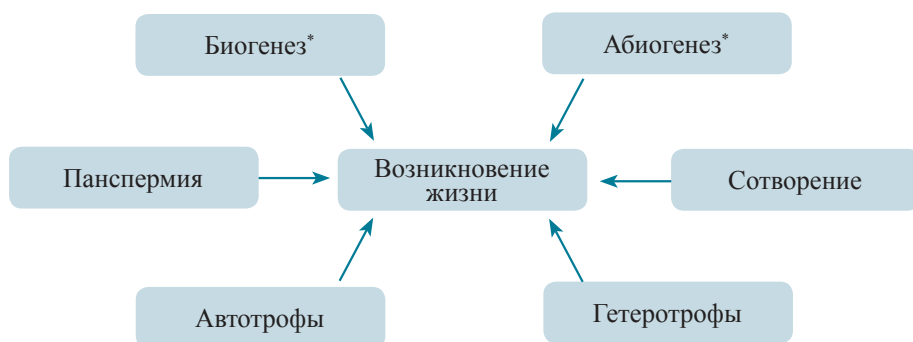 Биогенез*
Абиогенез*
Панспермия
Возникновение
жизни
Сотворение
Автотрофы
Гетеротрофы